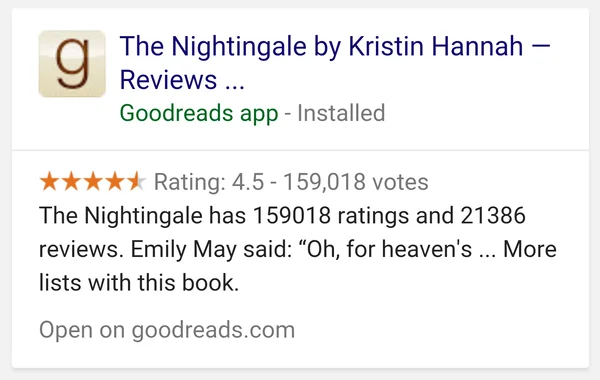 g
The Nightingale by Kristin Hannah —
Reviews ...
Goodreads app - Installed
Rating: 4.5 - 159,018 votes
The Nightingale has 159018 ratings and 21386
reviews. Emily May said: “Oh, for heaven's ... More
lists with this book.
Open on goodreads.com